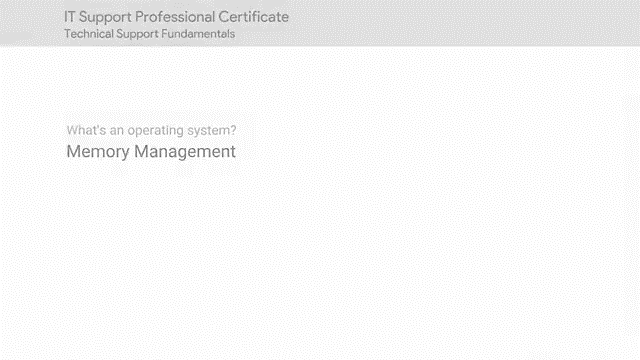 IT Support Professional Certificate
Technical Support Fundamentals
What's an operating system?
Memory Management